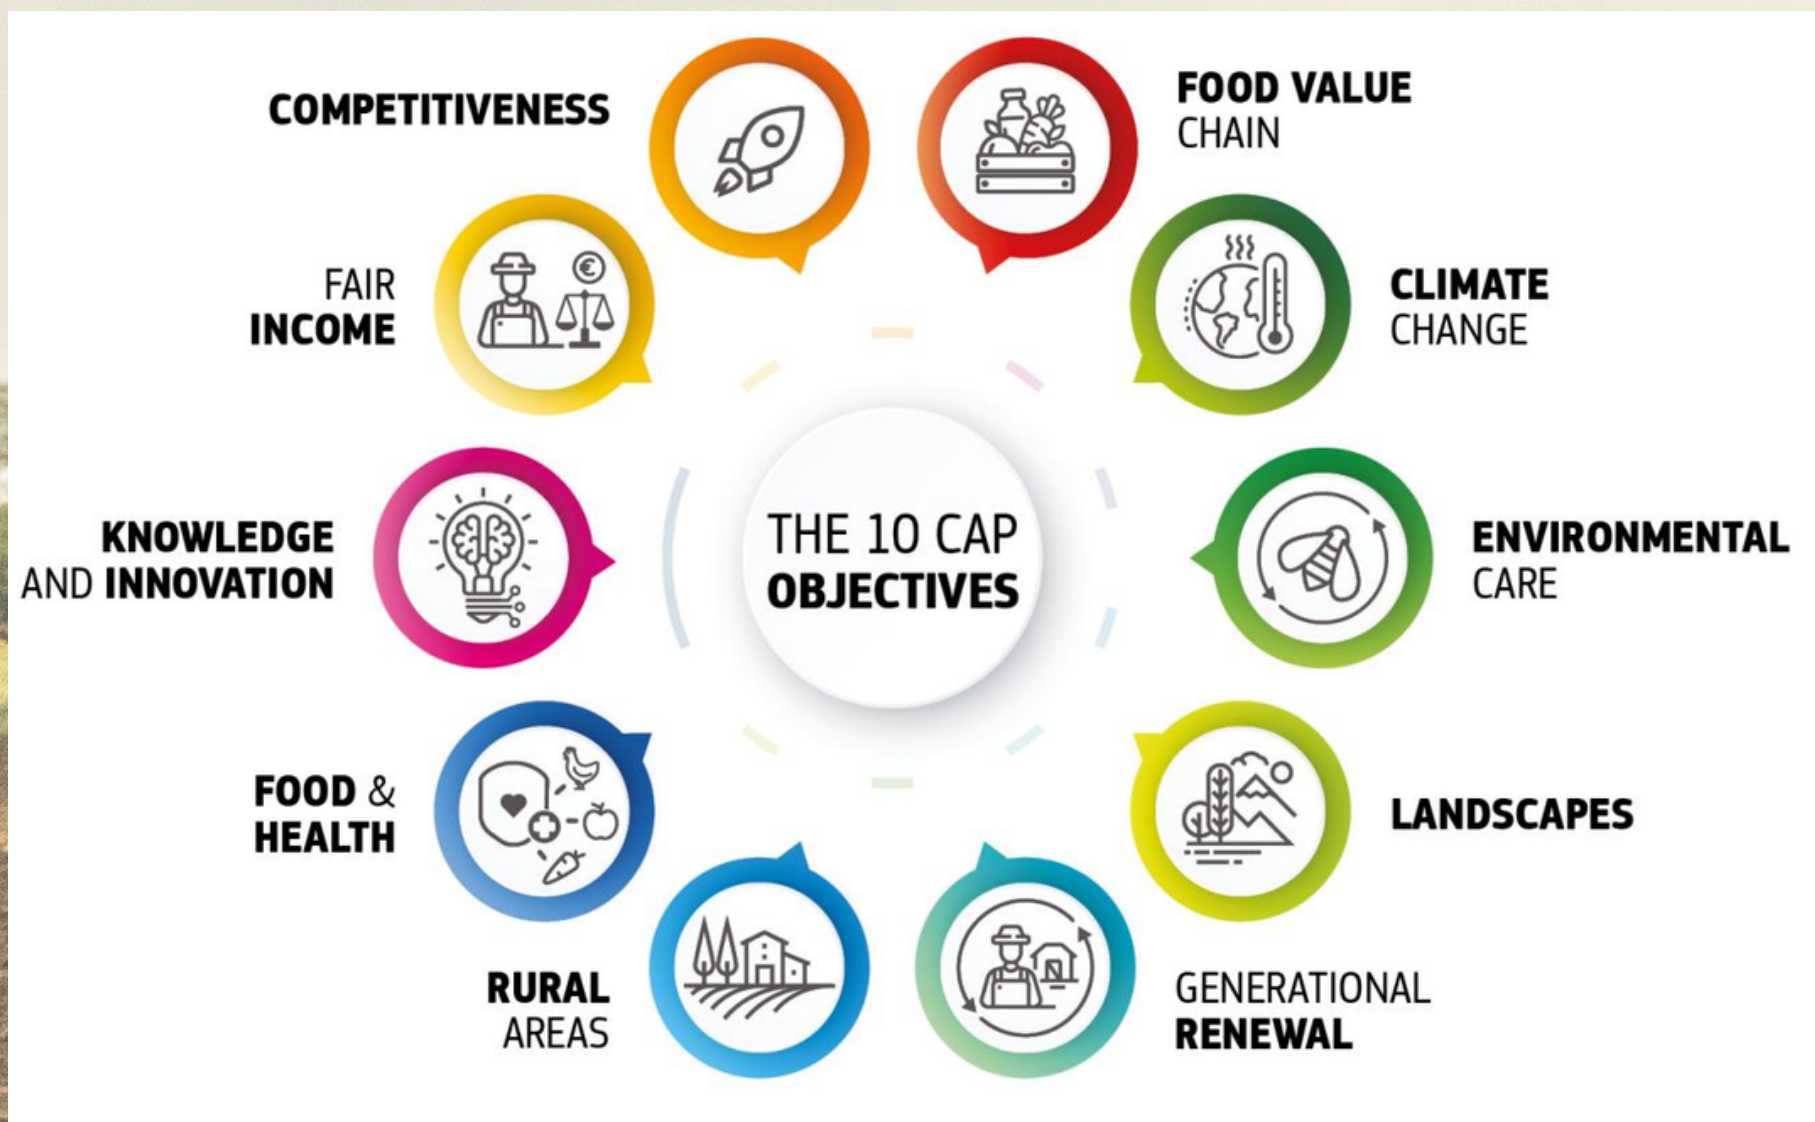 COMPETITIVENESS
FOOD VALUE
CHAIN
FAIR
INCOME
CLIMATE
CHANGE
KNOWLEDGE
AND INNOVATION
THE 10 CAP
OBJECTIVES
ENVIRONMENTAL
CARE
FOOD &
HEALTH
LANDSCAPES
RURAL
AREAS
GENERATIONAL
RENEWAL
€